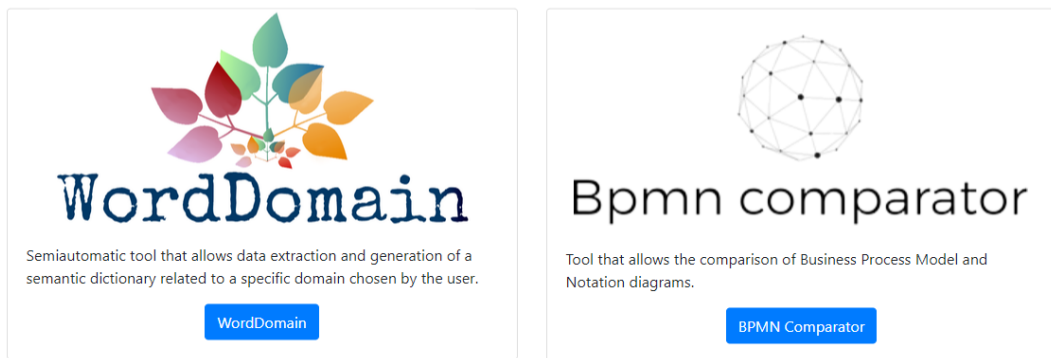 WordDomain
Semiautomatic tool that allows data extraction and generation of a
semantic dictionary related to a specific domain chosen by the user.
WordDomain
Bpmn comparator
Tool that allows the comparison of Business Process Model and
Notation diagrams.
BPMN Comparator